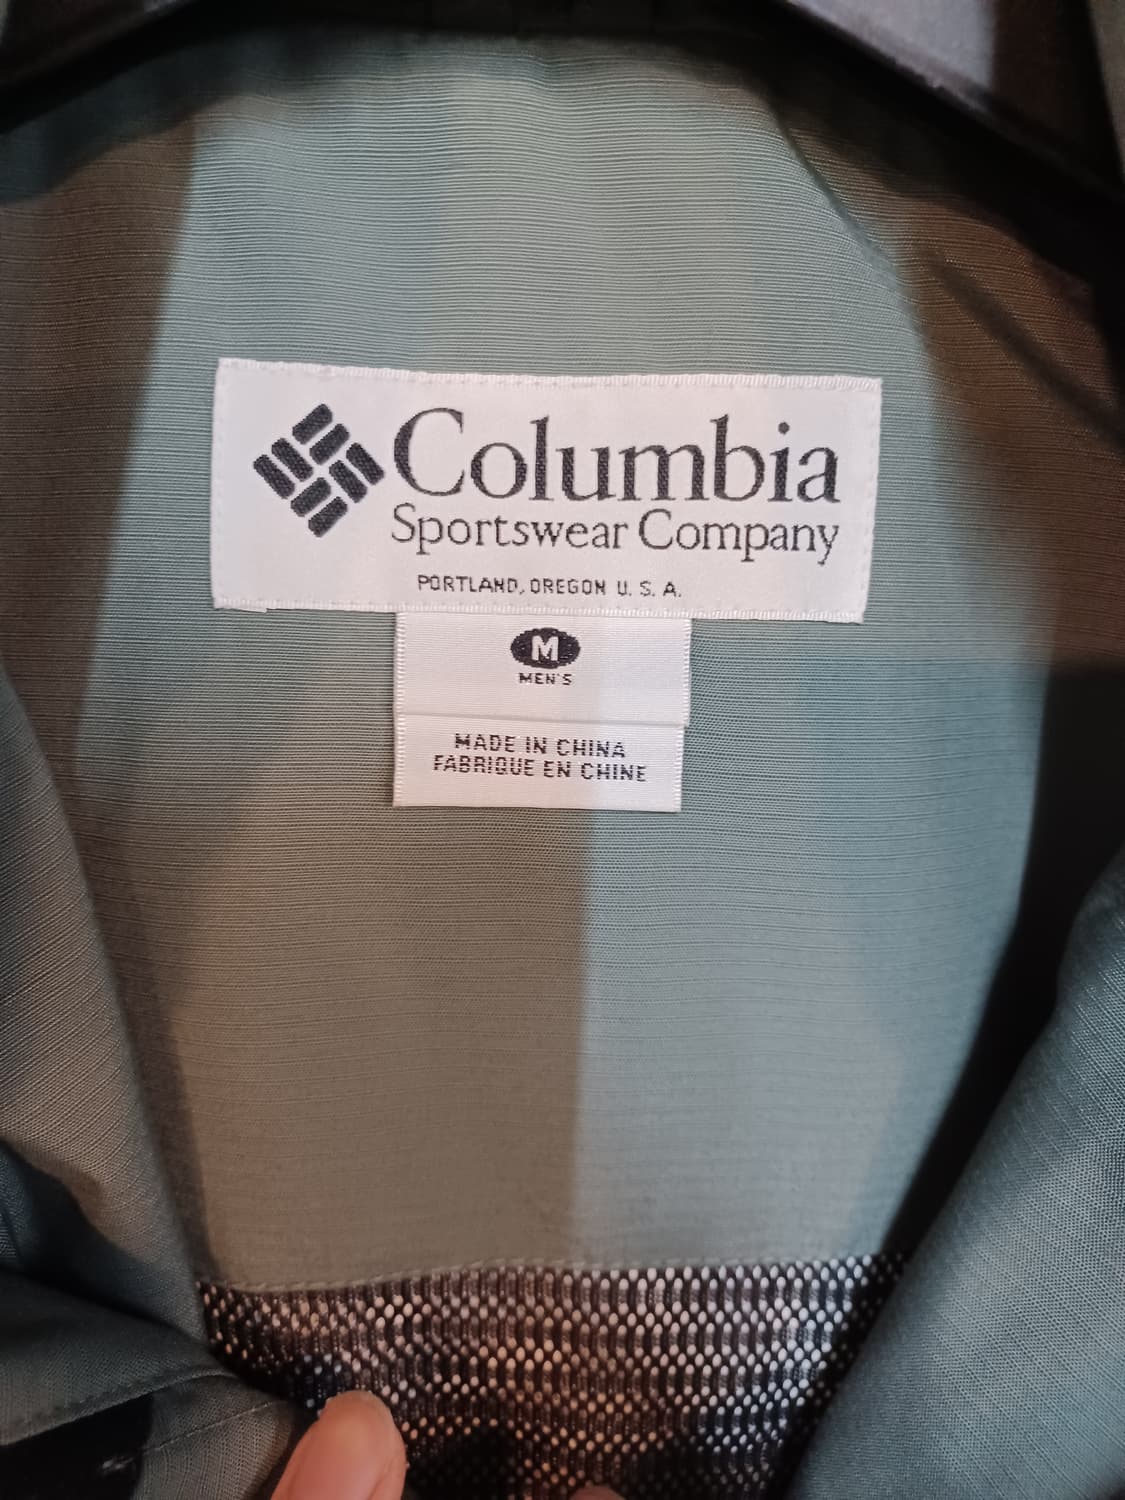 Columbia
Sportswear Company
PORTLAND, OREGON U. S. A.
M
MEN'S
MADE IN CHINA
FABRIQUE EN CHINE